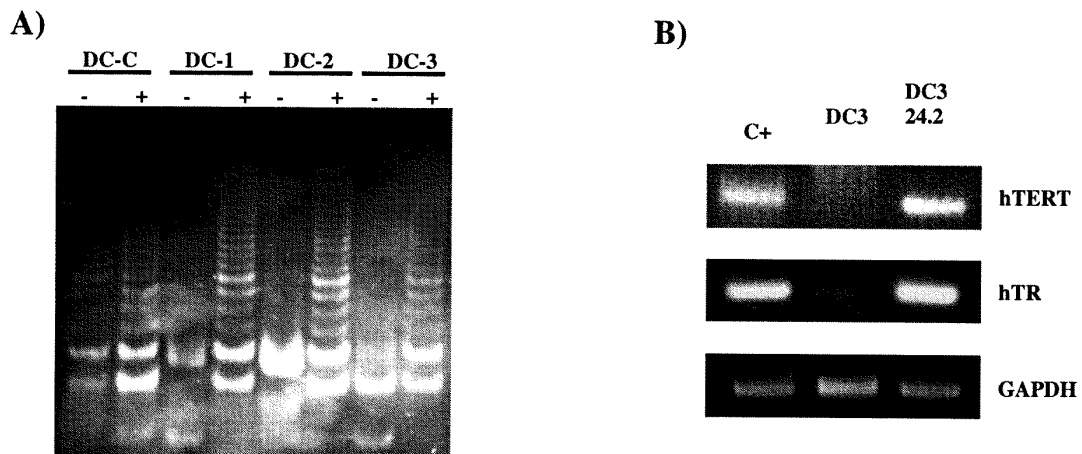 A)
DC-C DC-1 DC-2 DC-3
- + - + - + - +
B)
C+ DC3 DC3 24.2
hTERT
hTR
GAPDH